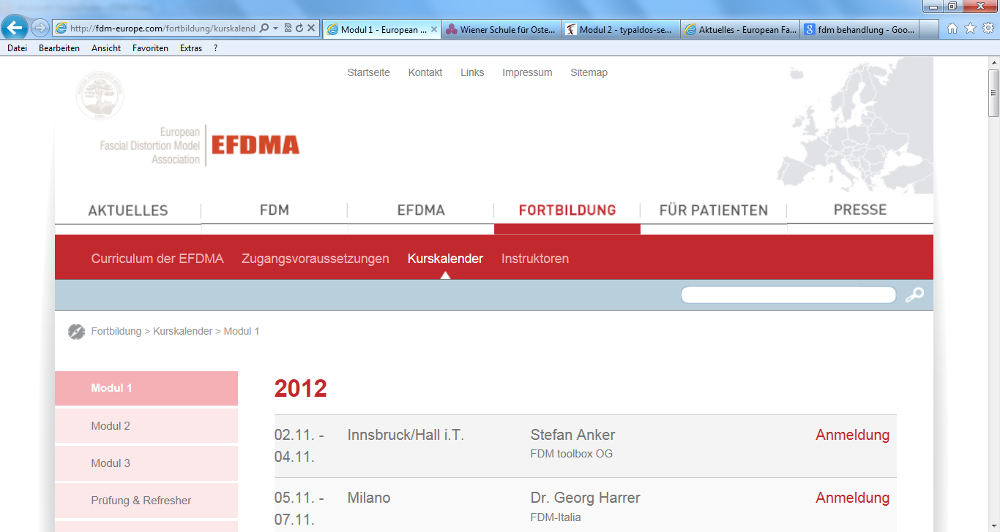 http://fdm-europe.com/fortbildung/kurskalend
Modul 1 - European ...
Wiener Schule für Oste...
Modul 2 - typaldos-se...
Aktuelles - European Fa...
fdm behandlung - Goo...
Datei Bearbeiten Ansicht Favoriten Extras ?
Startseite Kontakt Links Impressum Sitemap
European
Fascial Distortion Model
Association
EFDMA
AKTUELLES FDM EFDMA FORTBILDUNG FÜR PATIENTEN PRESSE
Curriculum der EFDMA Zugangsvoraussetzungen Kurskalender Instruktoren
Fortbildung > Kurskalender > Modul 1
Modul 1
Modul 2
Modul 3
Prüfung & Refresher
2012
02.11. - Innsbruck/Hall i.T. Stefan Anker Anmeldung
04.11. FDM toolbox OG
05.11. - Milano Dr. Georg Harrer Anmeldung
07.11. FDM-Italia